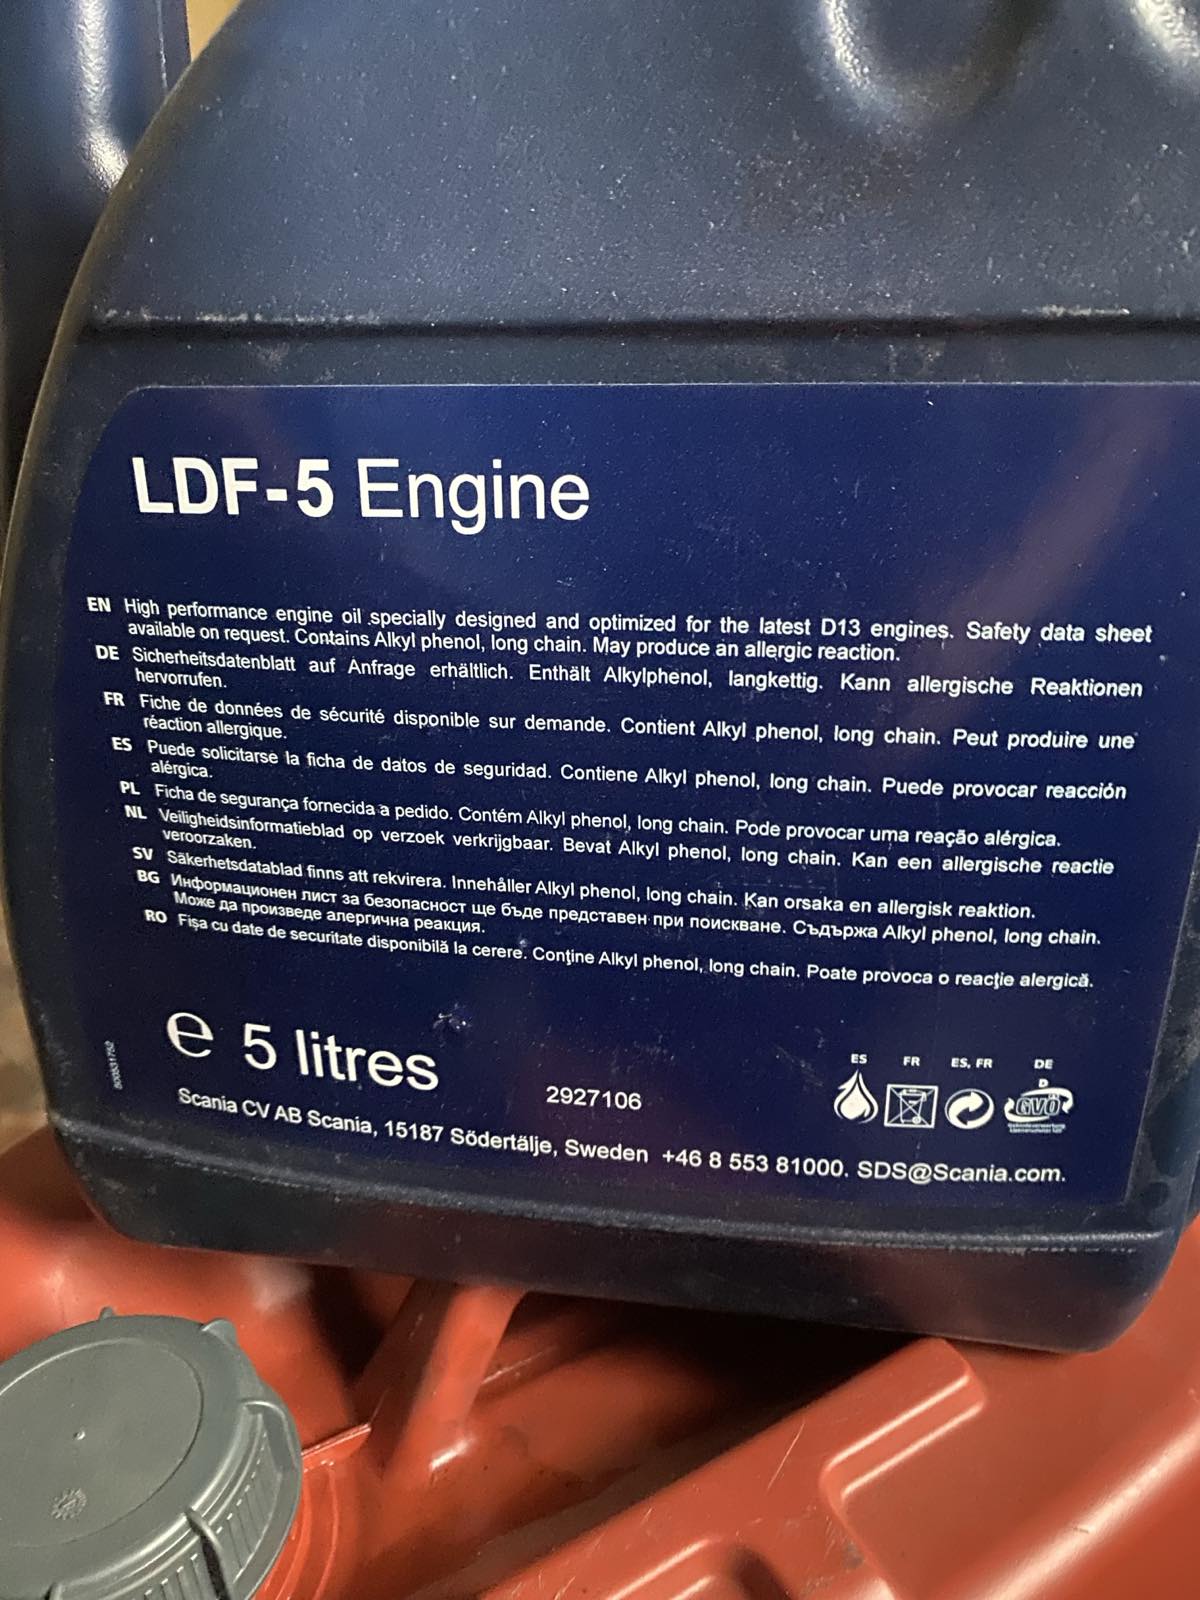 LDF-5 Engine
EN High performance engine oil specially designed and optimized for the latest D13 engines. Safety data sheet
available on request. Contains Alkyl phenol, long chain. May produce an allergic reaction.
DE Sicherheitsdatenblatt auf Anfrage erhältlich. Enthält Alkylphenol, langkettig. Kann allergische Reaktionen
hervorrufen.
FR Fiche de données de sécurité disponible sur demande. Contient Alkyl phenol, long chain. Peut produire une
réaction allergique.
ES Puede solicitarse la ficha de datos de seguridad. Contiene Alkyl phenol, long chain. Puede provocar reacción
alérgica.
PL Ficha de segurança fornecida a pedido. Contém Alkyl phenol, long chain. Pode provocar uma reação alérgica.
NL Veiligheidsinformatieblad op verzoek verkrijgbaar. Bevat Alkyl phenol, long chain. Kan een allergische reactie
veroorzaken.
SV Säkerhetsdatablad finns att rekvirera. Innehåller Alkyl phenol, long chain. Kan orsaka en allergisk reaktion.
BG Информационен лист за безопасност ще бъде представен при поискване. Съдържа Alkyl phenol, long chain.
Може да произведе алергична реакция.
RO Fişa cu date de securitate disponibilă la cerere. Conţine Alkyl phenol, long chain. Poate provoca o reacţie alergică.
℮ 5 litres
2927106
ES FR ES, FR DE
D
GVÖ
Scania CV AB Scania, 15187 Södertälje, Sweden +46 8 553 81000. SDS@Scania.com.